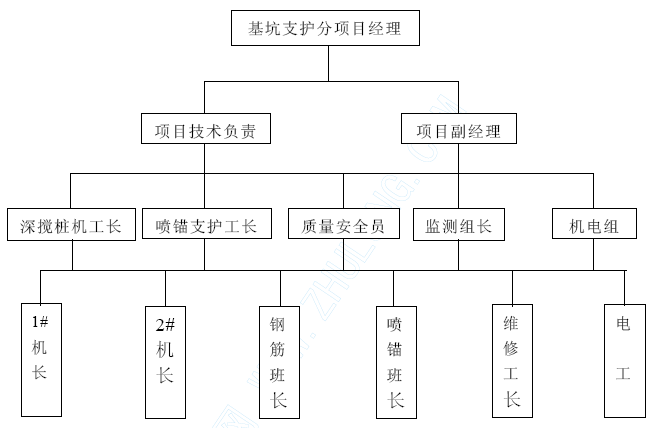 基坑支护分项目经理
项目技术负责
项目副经理
深搅桩机工长
喷锚支护工长
质量安全员
监测组长
机电组
1#机长
2#机长
钢筋班长
喷锚班长
维修工长
电工